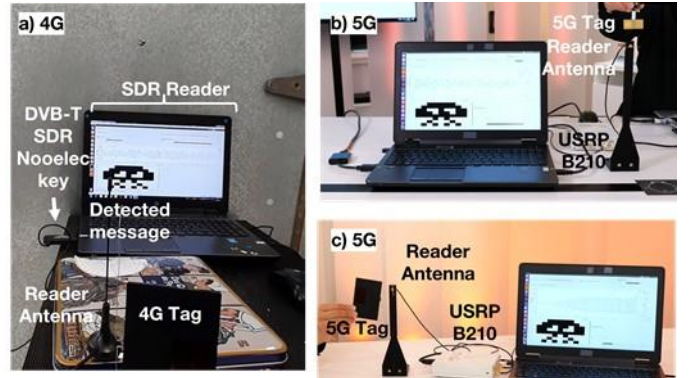 a) 4G
SDR Reader
DVB-T
SDR
Nooelec
key
Detected
message
Reader
Antenna
4G Tag
b) 5G
5G Tag
Reader
Antenna
USRP
B210
c) 5G
Reader
Antenna
5G Tag
USRP
B210